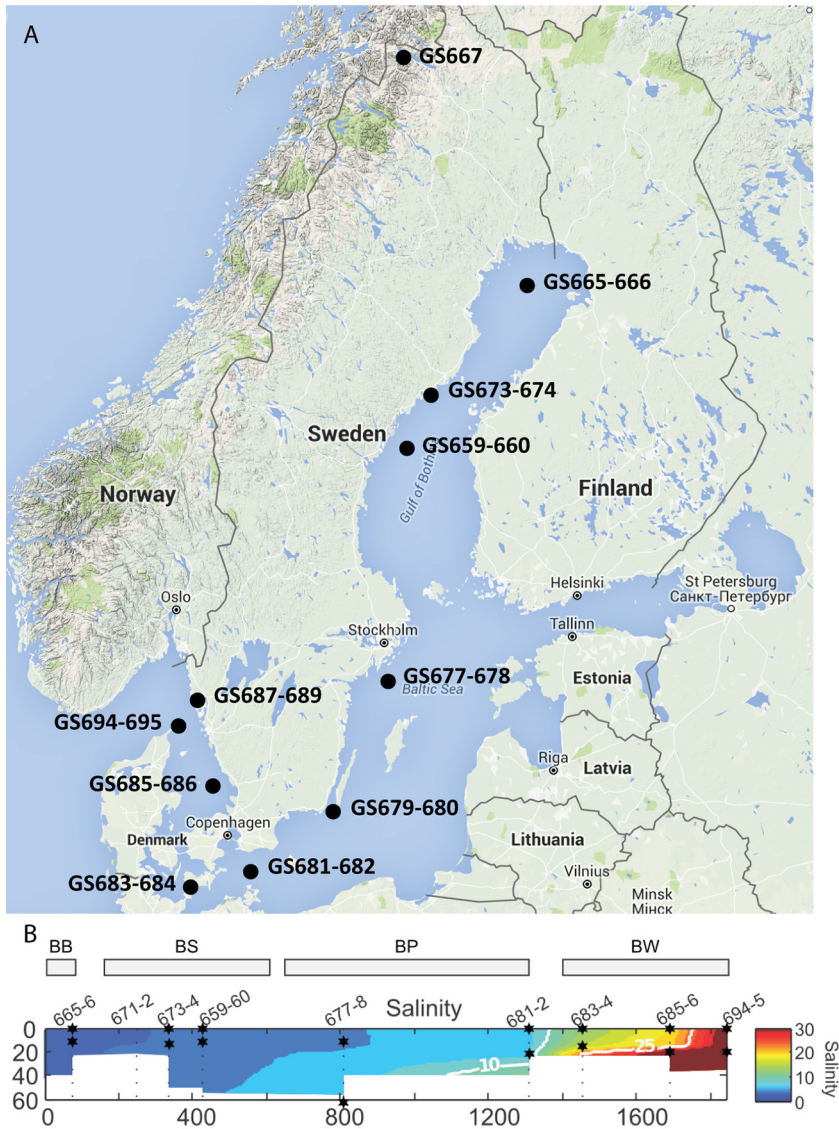 A
GS667
GS665-666
GS673-674
Sweden
GS659-660
Gulf of Both
Norway
Finland
Oslo
Helsinki
St Petersburg
Санкт-Петербург
Stockholm
Tallinn
GS677-678
Baltic Sea
Estonia
GS687-689
GS694-695
Riga
Latvia
GS685-686
GS679-680
Copenhagen
Denmark
Lithuania
GS681-682
GS683-684
Vilnius
Minsk
Мінск
B
BB BS BP BW
665-6 671-2 673-4 659-60 677-8 Salinity 681-2 683-4 685-6 694-5
0 30
20 25 20
10
40 10
60 0
Salinity
0 400 800 1200 1600